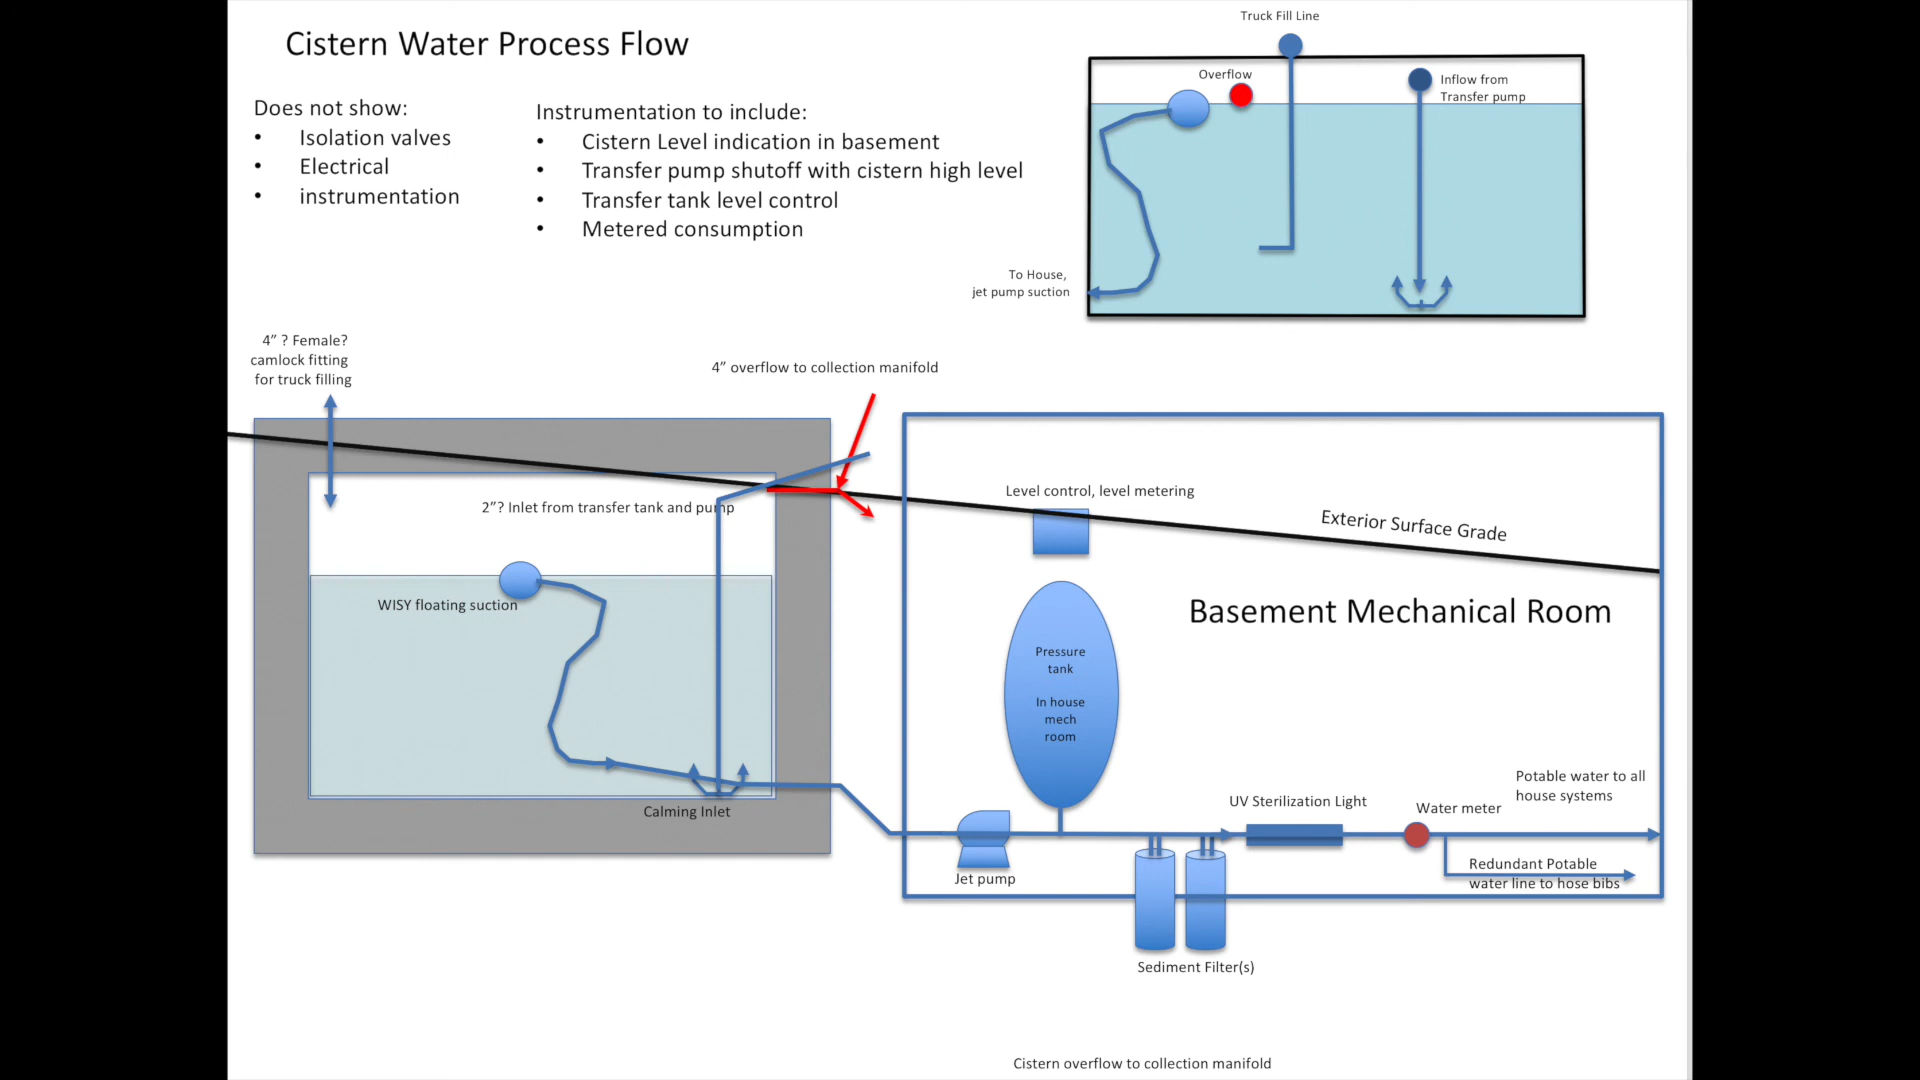 Cistern Water Process Flow
Does not show:
• Isolation valves
• Electrical
• instrumentation
Instrumentation to include:
• Cistern Level indication in basement
• Transfer pump shutoff with cistern high level
• Transfer tank level control
• Metered consumption
Truck Fill Line
Overflow
Inflow from
Transfer pump
To House,
jet pump suction
4” ? Female?
camlock fitting
for truck filling
4” overflow to collection manifold
2”? Inlet from transfer tank and pump
WISY floating suction
Calming Inlet
Level control, level metering
Exterior Surface Grade
Basement Mechanical Room
Pressure
tank
In house
mech
room
Jet pump
Sediment Filter(s)
UV Sterilization Light
Water meter
Potable water to all
house systems
Redundant Potable
water line to hose bibs
Cistern overflow to collection manifold